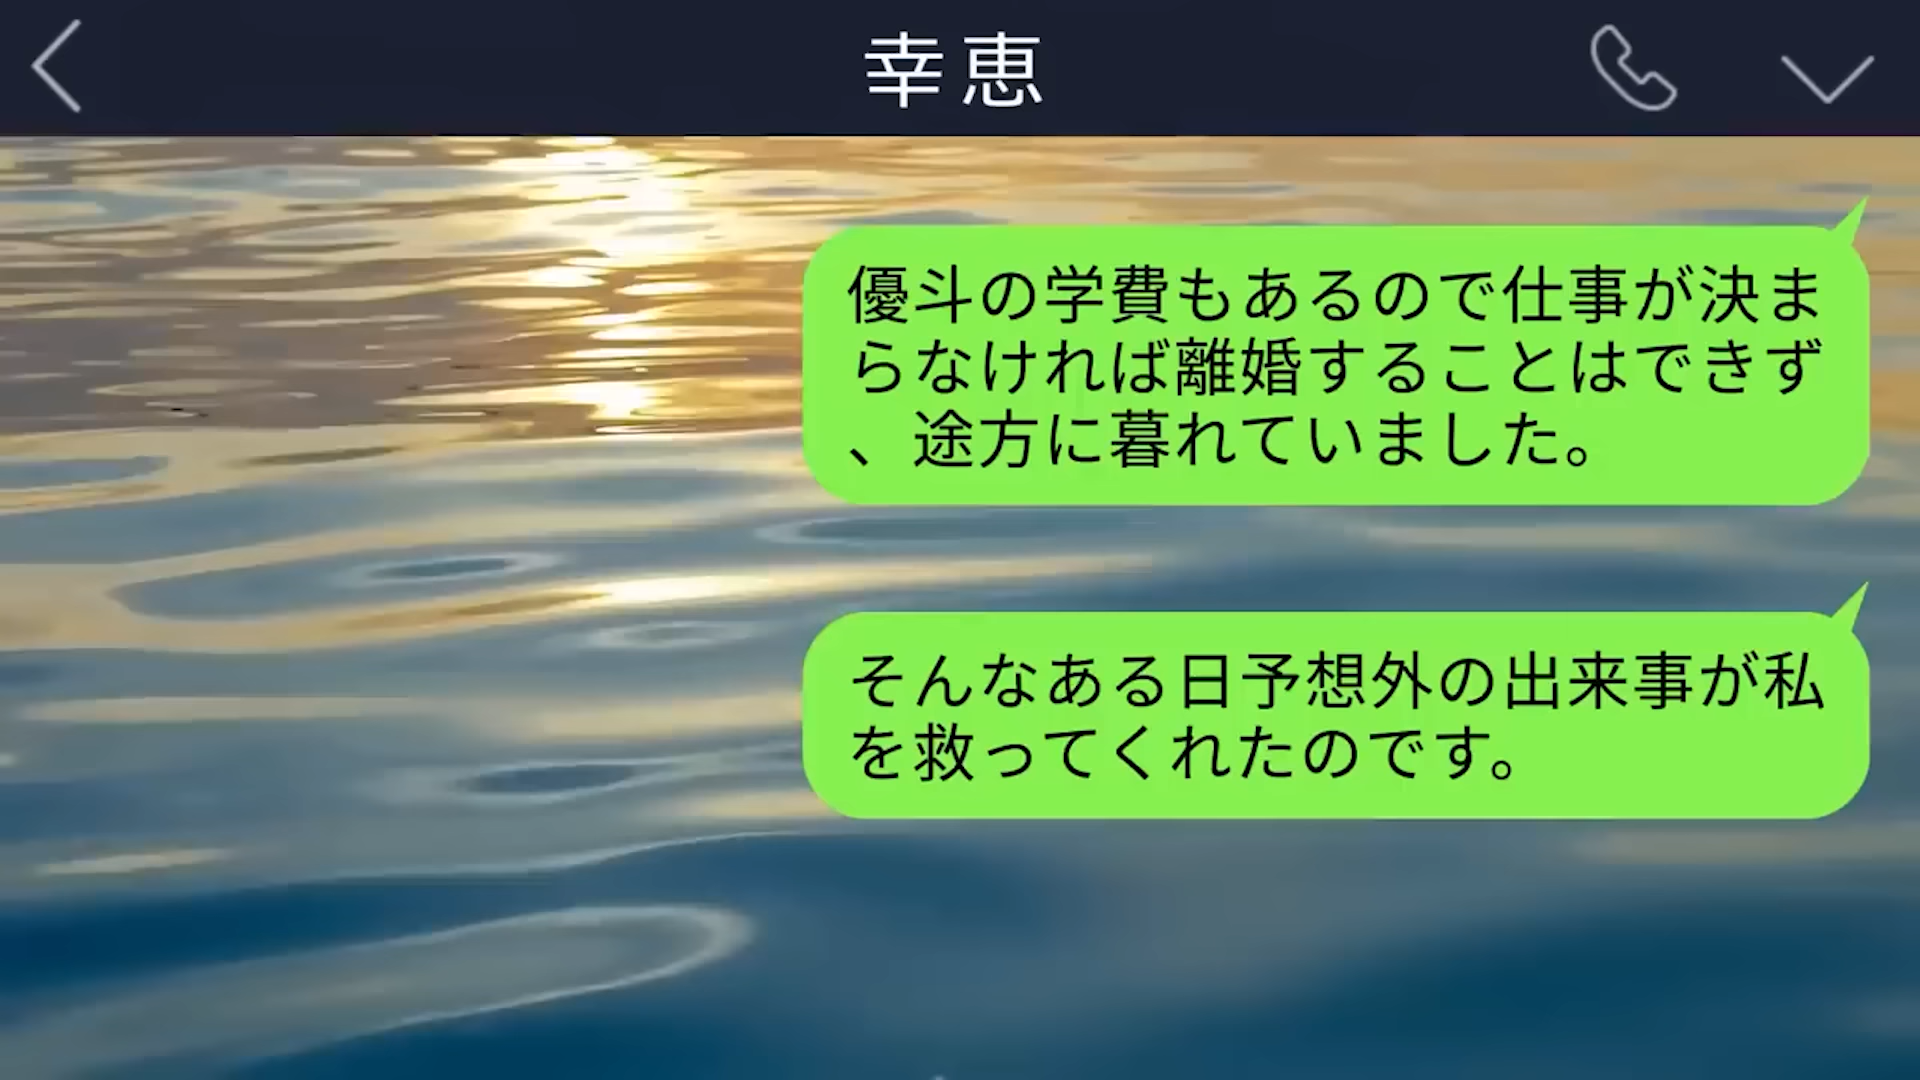 幸恵
優斗の学費もあるので仕事が決ま
らなければ離婚することはできず
、途方に暮れていました。
そんなある日予想外の出来事が私
を救ってくれたのです。